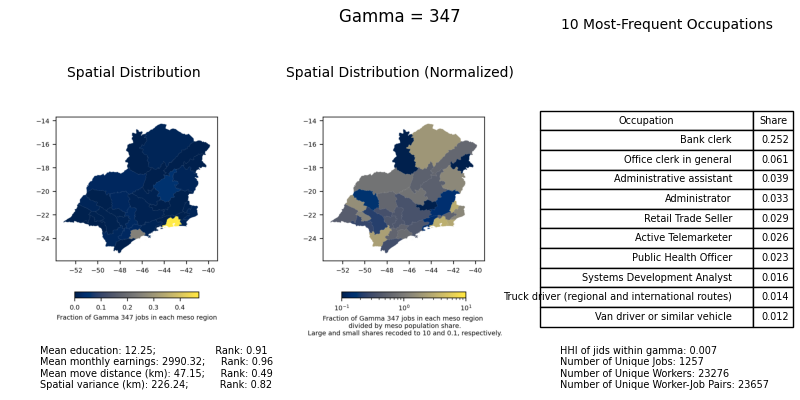 Gamma = 347
10 Most-Frequent Occupations
Spatial Distribution
Spatial Distribution (Normalized)
−14
−16
−18
−20
−22
−24
−52 −50 −48 −46 −44 −42 −40
0.0 0.1 0.2 0.3 0.4
Fraction of Gamma 347 jobs in each meso region
−14
−16
−18
−20
−22
−24
−52 −50 −48 −46 −44 −42 −40
10⁻¹ 10⁰ 10¹
Fraction of Gamma 347 jobs in each meso region
divided by meso population share.
Large and small shares recoded to 10 and 0.1, respectively.
Occupation Share
Bank clerk 0.252
Office clerk in general 0.061
Administrative assistant 0.039
Administrator 0.033
Retail Trade Seller 0.029
Active Telemarketer 0.026
Public Health Officer 0.023
Systems Development Analyst 0.016
Truck driver (regional and international routes) 0.014
Van driver or similar vehicle 0.012
Mean education: 12.25; Rank: 0.91
Mean monthly earnings: 2990.32; Rank: 0.96
Mean move distance (km): 47.15; Rank: 0.49
Spatial variance (km): 226.24; Rank: 0.82
HHI of jids within gamma: 0.007
Number of Unique Jobs: 1257
Number of Unique Workers: 23276
Number of Unique Worker-Job Pairs: 23657